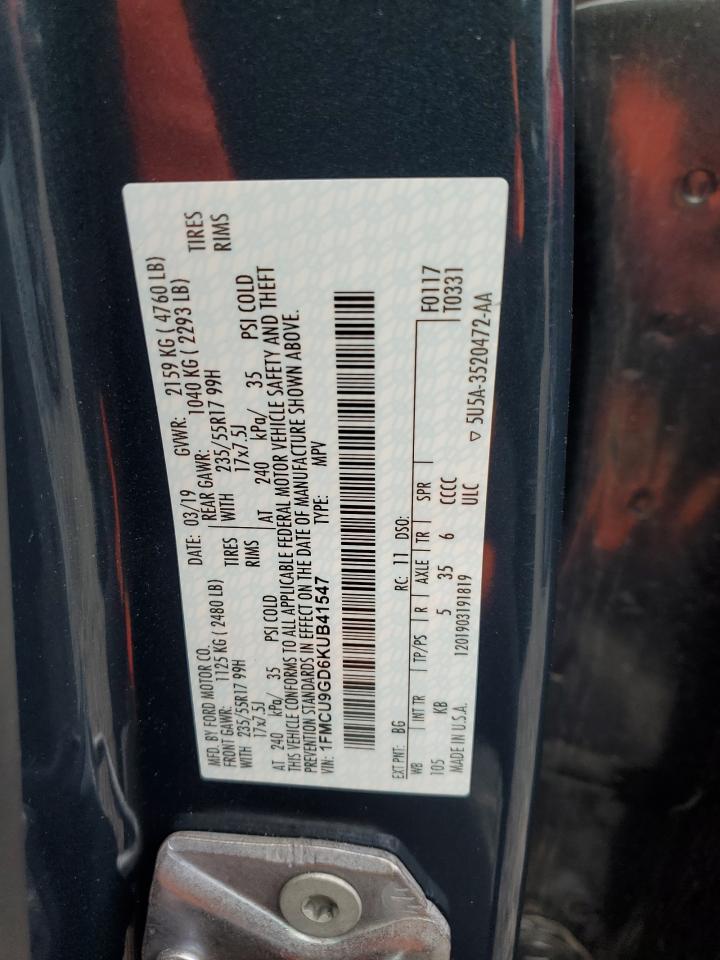 MFD. BY FORD MOTOR CO.
DATE: 03/19 GVWR: 2159 KG ( 4760 LB)
FRONT GAWR: 1125 KG ( 2480 LB) REAR GAWR: 1040 KG ( 2293 LB)
WITH 235/55R17 99H TIRES WITH 235/55R17 99H TIRES
17x7.5J RIMS 17x7.5J RIMS
AT 240 kPa/ 35 PSI COLD AT 240 kPa/ 35 PSI COLD
THIS VEHICLE CONFORMS TO ALL APPLICABLE FEDERAL MOTOR VEHICLE SAFETY AND THEFT
PREVENTION STANDARDS IN EFFECT ON THE DATE OF MANUFACTURE SHOWN ABOVE.
VIN: 1FMCU9GD6KUB41547 TYPE: MPV
EXT PNT: BG RC: 11 DSO: F0117
WB INT TR TP/PS R AXLE TR SPR T0331
105 KB 5 35 6 CCCC
MADE IN U.S.A. 1201903191819 ULC ▽ 5U5A-3520472-AA